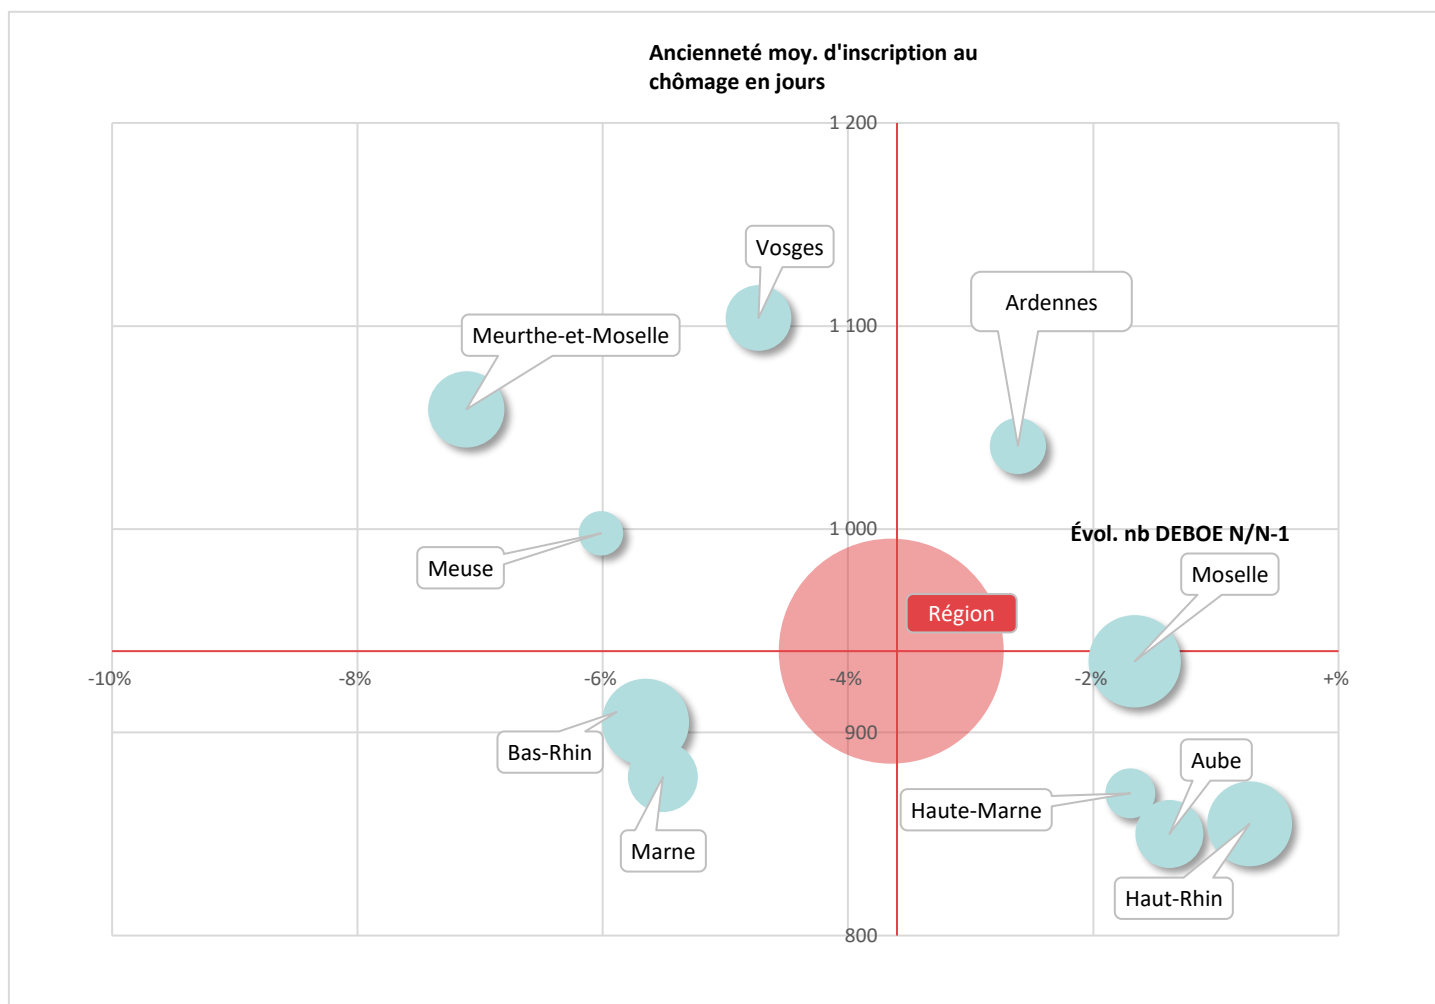 Ancienneté moy. d'inscription au
chômage en jours
1 200
Vosges
Ardennes
1 100
Meurthe-et-Moselle
1 000
Évol. nb DEBOE N/N-1
Meuse
Moselle
Région
-10%
-8%
-6%
-4%
-2%
+%
900
Bas-Rhin
Aube
Haute-Marne
Marne
Haut-Rhin
800